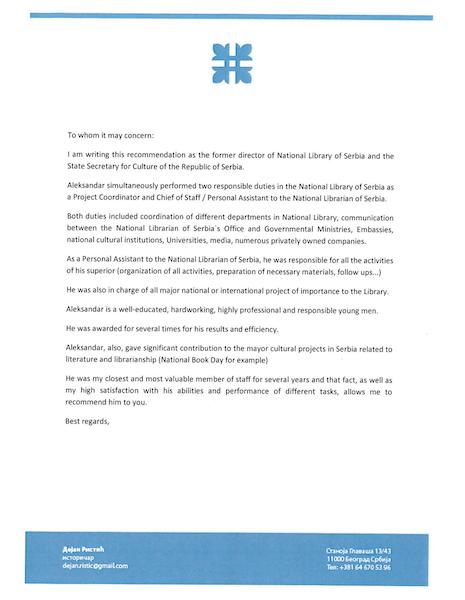 To whom it may concern:
I am writing this recommendation as the former director of National Library of Serbia and the
State Secretary for Culture of the Republic of Serbia.
Aleksandar simultaneously performed two responsible duties in the National Library of Serbia as
a Project Coordinator and Chief of Staff / Personal Assistant to the National Librarian of Serbia.
Both duties included coordination of different departments in National Library, communication
between the National Librarian of Serbia´s Office and Governmental Ministries, Embassies,
national cultural institutions, Universities, media, numerous privately owned companies.
As a Personal Assistant to the National Librarian of Serbia, he was responsible for all the activities
of his superior (organization of all activities, preparation of necessary materials, follow ups...)
He was also in charge of all major national or international project of importance to the Library.
Aleksandar is a well-educated, hardworking, highly professional and responsible young men.
He was awarded for several times for his results and efficiency.
Aleksandar, also, gave significant contribution to the mayor cultural projects in Serbia related to
literature and librarianship (National Book Day for example)
He was my closest and most valuable member of staff for several years and that fact, as well as
my high satisfaction with his abilities and performance of different tasks, allows me to
recommend him to you.
Best regards,
Дејан Ристић
историчар
dejan.ristic@gmail.com
Станоја Главаша 13/43
11000 Београд Србија
Тел: +381 64 670 53 96